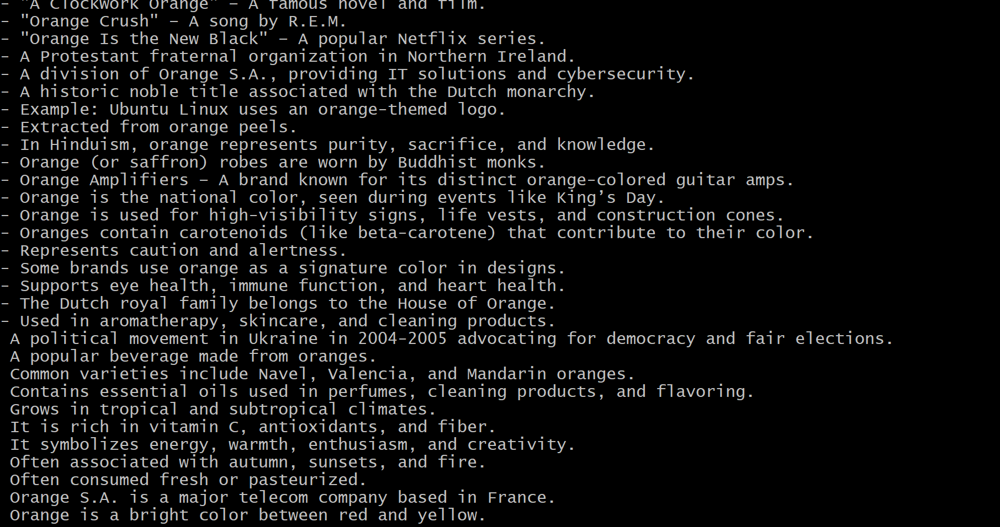 - "A Clockwork Orange" – A famous novel and film.
- "Orange Crush" – A song by R.E.M.
- "Orange Is the New Black" – A popular Netflix series.
- A Protestant fraternal organization in Northern Ireland.
- A division of Orange S.A., providing IT solutions and cybersecurity.
- A historic noble title associated with the Dutch monarchy.
- Example: Ubuntu Linux uses an orange-themed logo.
- Extracted from orange peels.
- In Hinduism, orange represents purity, sacrifice, and knowledge.
- Orange (or saffron) robes are worn by Buddhist monks.
- Orange Amplifiers – A brand known for its distinct orange-colored guitar amps.
- Orange is the national color, seen during events like King’s Day.
- Orange is used for high-visibility signs, life vests, and construction cones.
- Oranges contain carotenoids (like beta-carotene) that contribute to their color.
- Represents caution and alertness.
- Some brands use orange as a signature color in designs.
- Supports eye health, immune function, and heart health.
- The Dutch royal family belongs to the House of Orange.
- Used in aromatherapy, skincare, and cleaning products.
A political movement in Ukraine in 2004-2005 advocating for democracy and fair elections.
A popular beverage made from oranges.
Common varieties include Navel, Valencia, and Mandarin oranges.
Contains essential oils used in perfumes, cleaning products, and flavoring.
Grows in tropical and subtropical climates.
It is rich in vitamin C, antioxidants, and fiber.
It symbolizes energy, warmth, enthusiasm, and creativity.
Often associated with autumn, sunsets, and fire.
Often consumed fresh or pasteurized.
Orange S.A. is a major telecom company based in France.
Orange is a bright color between red and yellow.